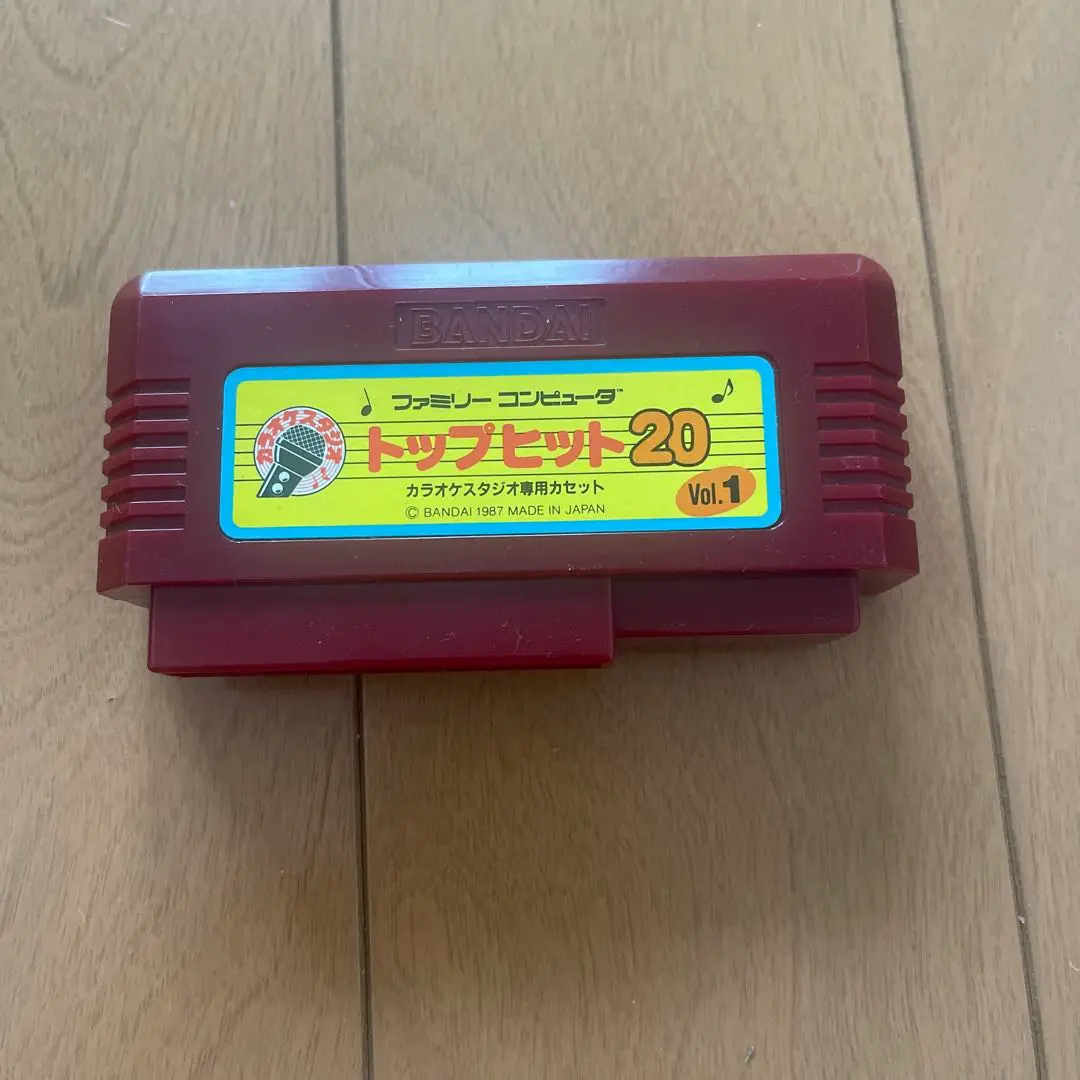 BANDAI
ファミリー コンピュータ™
カラオケスタジオ
トップヒット20
カラオケスタジオ専用カセット
Vol.1
© BANDAI 1987 MADE IN JAPAN